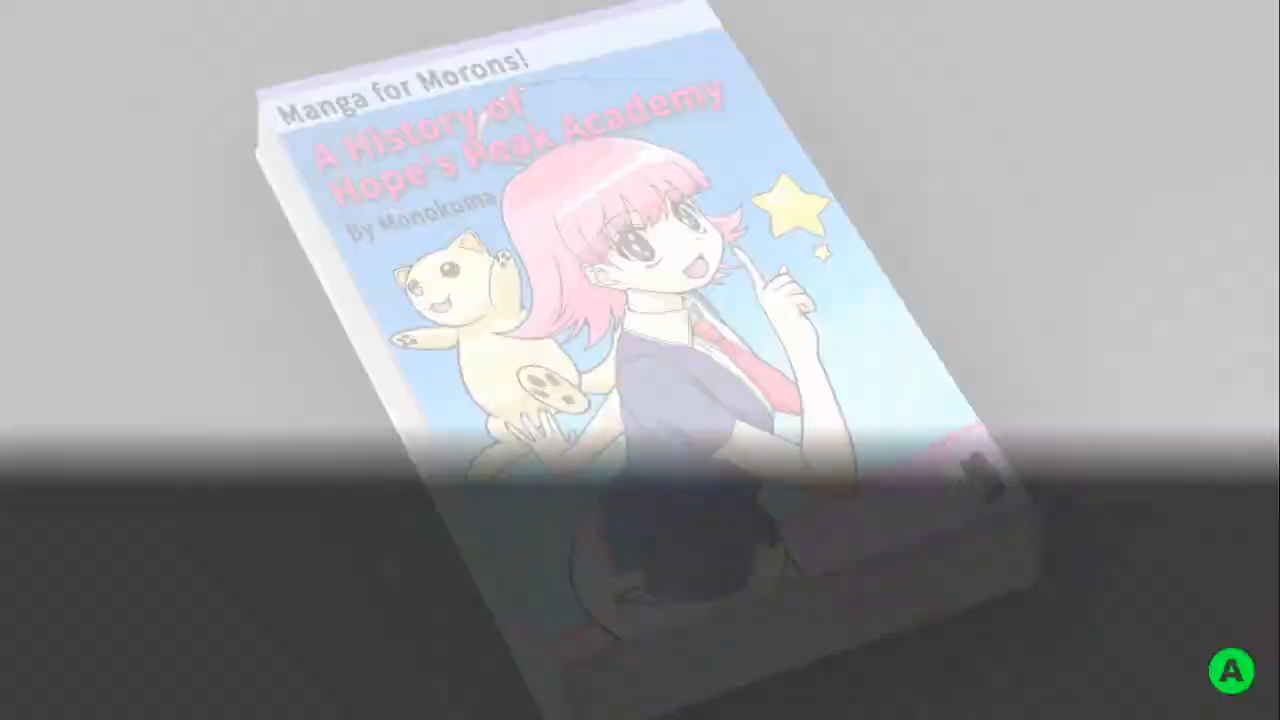 Manga for Morons!
A History of
Hope's Peak Academy
By Monokuma
A